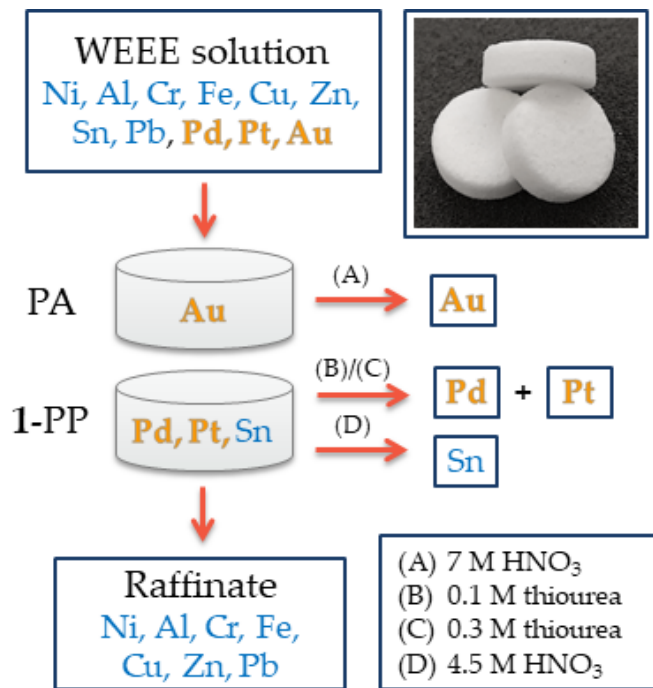 WEEE solution
Ni, Al, Cr, Fe, Cu, Zn,
Sn, Pb, Pd, Pt, Au
PA
Au
(A)
Au
1-PP
Pd, Pt, Sn
(B)/(C)
Pd + Pt
(D)
Sn
Raffinate
Ni, Al, Cr, Fe,
Cu, Zn, Pb
(A) 7 M HNO₃
(B) 0.1 M thiourea
(C) 0.3 M thiourea
(D) 4.5 M HNO₃